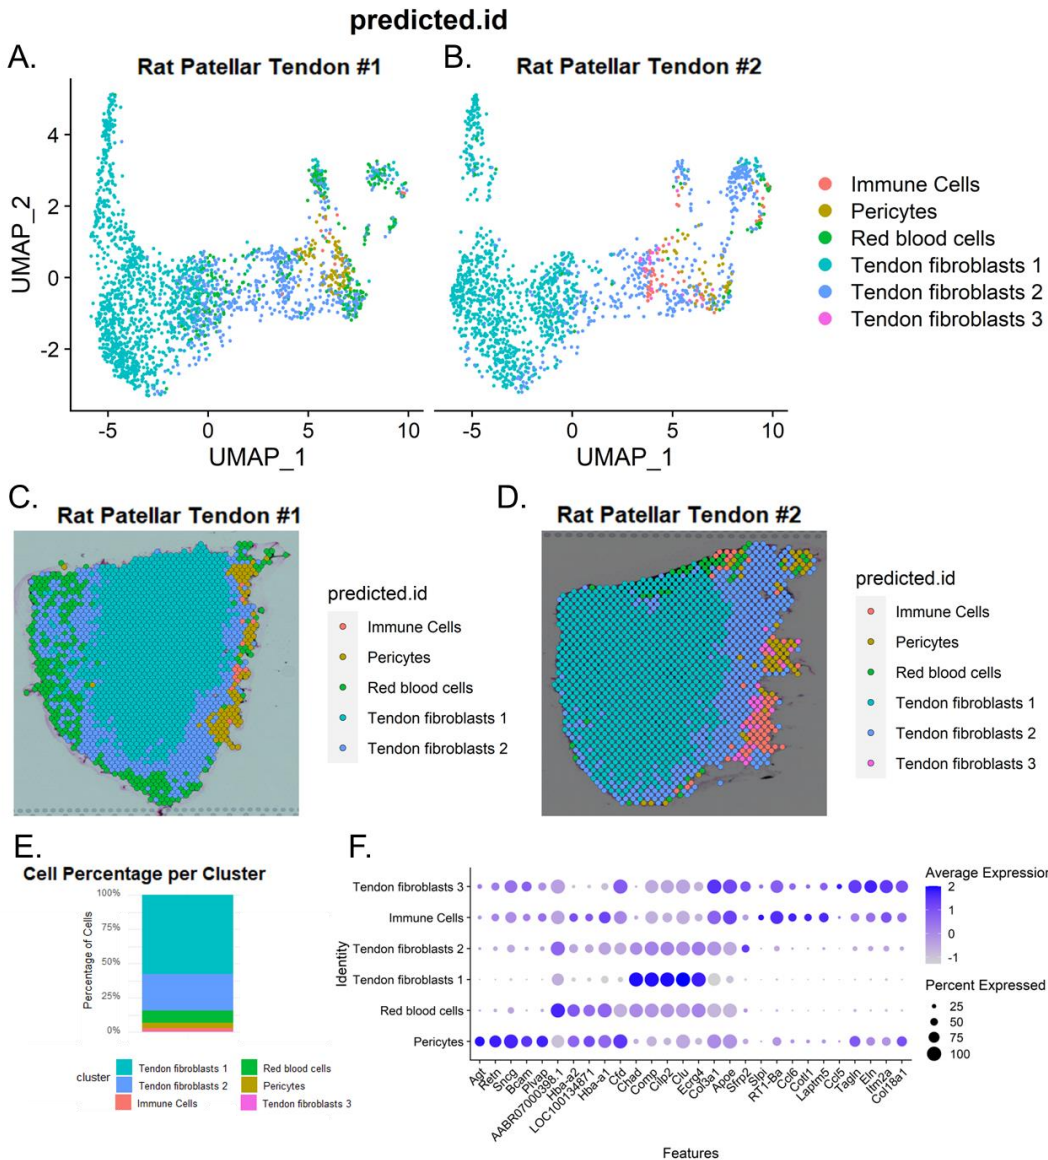 predicted.id
A.
Rat Patellar Tendon #1
B.
Rat Patellar Tendon #2
4
2
0
-2
UMAP_2
-5
0
5
10
UMAP_1
-5
0
5
10
UMAP_1
Immune Cells
Pericytes
Red blood cells
Tendon fibroblasts 1
Tendon fibroblasts 2
Tendon fibroblasts 3
C.
Rat Patellar Tendon #1
predicted.id
Immune Cells
Pericytes
Red blood cells
Tendon fibroblasts 1
Tendon fibroblasts 2
D.
Rat Patellar Tendon #2
predicted.id
Immune Cells
Pericytes
Red blood cells
Tendon fibroblasts 1
Tendon fibroblasts 2
Tendon fibroblasts 3
E.
Cell Percentage per Cluster
100%
75%
50%
25%
0%
Percentage of Cells
cluster
Tendon fibroblasts 1
Red blood cells
Tendon fibroblasts 2
Pericytes
Immune Cells
Tendon fibroblasts 3
F.
Identity
Tendon fibroblasts 3
Immune Cells
Tendon fibroblasts 2
Tendon fibroblasts 1
Red blood cells
Pericytes
Agt
Retn
Sncg
Bcam
Plvap
AABR07000398.1
Hba-a2
LOC100134871
Hba-a1
Cfd
Chad
Comp
Cilp2
Clu
Ecrg4
Col3a1
Apoe
Sfrp2
Slpi
RT1-Ba
Ccl6
Cotl1
Laptm5
Ccl5
Tagln
Eln
Itm2a
Col18a1
Features
Average Expression
2
1
0
-1
Percent Expressed
25
50
75
100